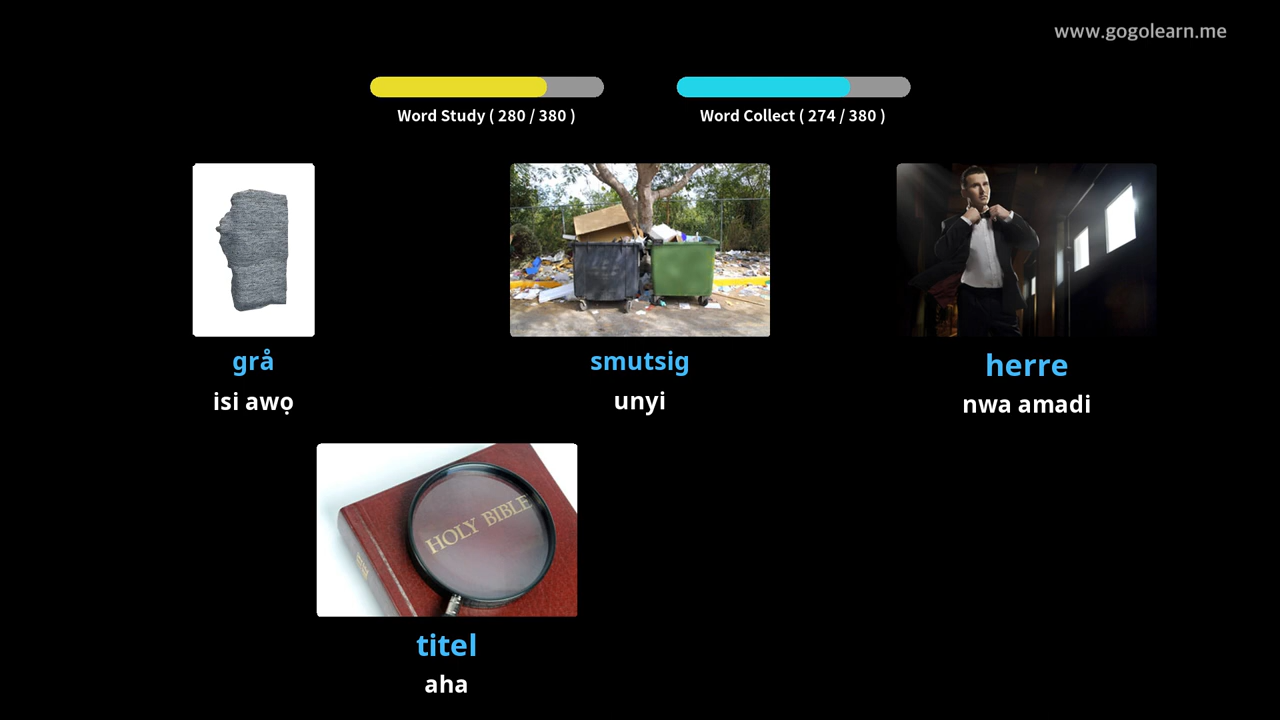 www.gogolearn.me
Word Study ( 280 / 380 )
Word Collect ( 274 / 380 )
grå
isi awọ
smutsig
unyi
herre
nwa amadi
HOLY BIBLE
titel
aha